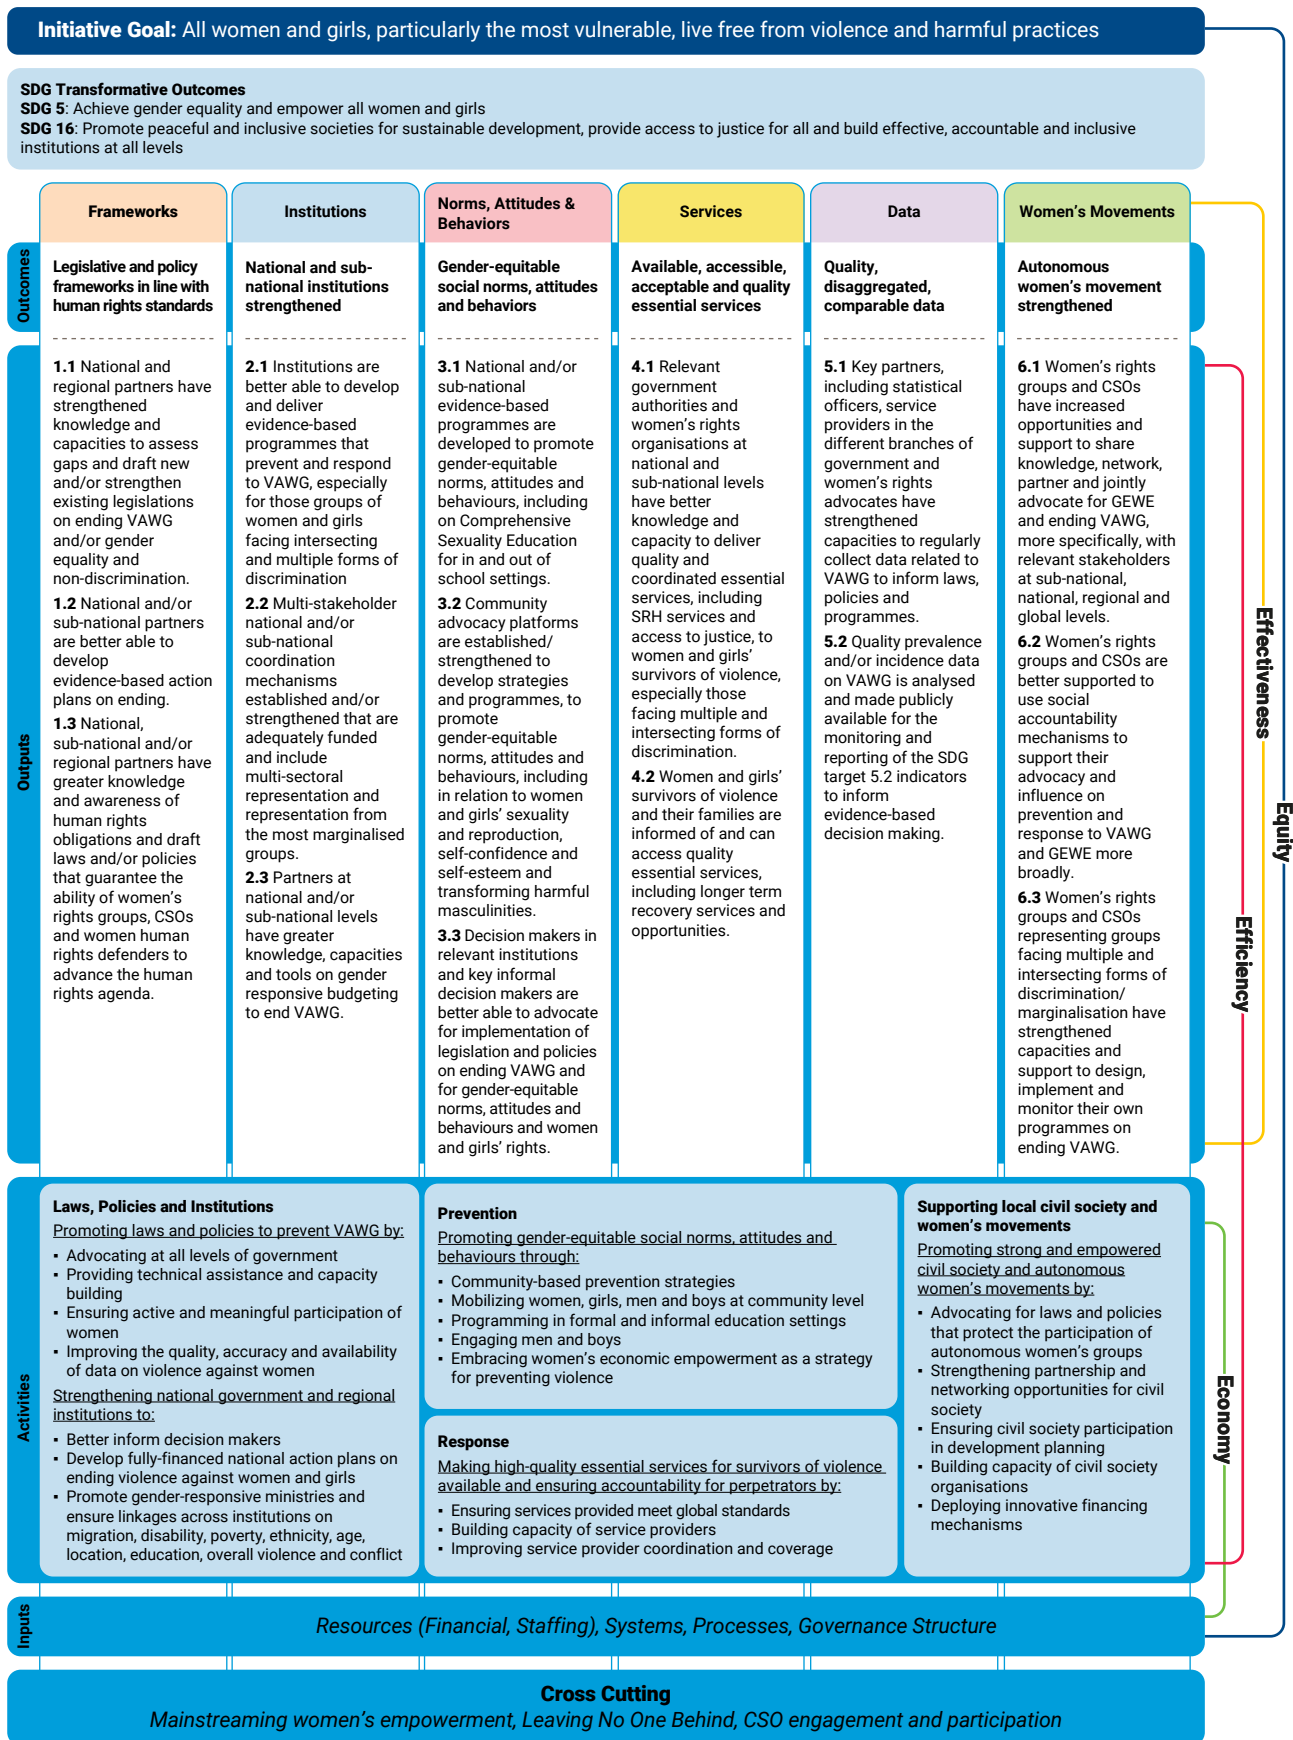 Initiative Goal: All women and girls, particularly the most vulnerable, live free from violence and harmful practices
SDG Transformative Outcomes
SDG 5: Achieve gender equality and empower all women and girls
SDG 16: Promote peaceful and inclusive societies for sustainable development, provide access to justice for all and build effective, accountable and inclusive
institutions at all levels
Frameworks
Institutions
Norms, Attitudes &
Behaviors
Services
Data
Women's Movements
Outcomes
Legislative and policy
frameworks in line with
human rights standards
National and sub-
national institutions
strengthened
Gender-equitable
social norms, attitudes
and behaviors
Available, accessible,
acceptable and quality
essential services
Quality,
disaggregated,
comparable data
Autonomous
women's movement
strengthened
Outputs
1.1 National and
regional partners have
strengthened
knowledge and
capacities to assess
gaps and draft new
and/or strengthen
existing legislations
on ending VAWG
and/or gender
equality and
non-discrimination.
1.2 National and/or
sub-national partners
are better able to
develop
evidence-based action
plans on ending.
1.3 National,
sub-national and/or
regional partners have
greater knowledge
and awareness of
human rights
obligations and draft
laws and/or policies
that guarantee the
ability of women's
rights groups, CSOs
and women human
rights defenders to
advance the human
rights agenda.
2.1 Institutions are
better able to develop
and deliver
evidence-based
programmes that
prevent and respond
to VAWG, especially
for those groups of
women and girls
facing intersecting
and multiple forms of
discrimination
2.2 Multi-stakeholder
national and/or
sub-national
coordination
mechanisms
established and/or
strengthened that are
adequately funded
and include
multi-sectoral
representation and
representation from
the most marginalised
groups.
2.3 Partners at
national and/or
sub-national levels
have greater
knowledge, capacities
and tools on gender
responsive budgeting
to end VAWG.
3.1 National and/or
sub-national
evidence-based
programmes are
developed to promote
gender-equitable
norms, attitudes and
behaviours, including
on Comprehensive
Sexuality Education
for in and out of
school settings.
3.2 Community
advocacy platforms
are established/
strengthened to
develop strategies
and programmes, to
promote
gender-equitable
norms, attitudes and
behaviours, including
in relation to women
and girls' sexuality
and reproduction,
self-confidence and
self-esteem and
transforming harmful
masculinities.
3.3 Decision makers in
relevant institutions
and key informal
decision makers are
better able to advocate
for implementation of
legislation and policies
on ending VAWG and
for gender-equitable
norms, attitudes and
behaviours and women
and girls' rights.
4.1 Relevant
government
authorities and
women's rights
organisations at
national and
sub-national levels
have better
knowledge and
capacity to deliver
quality and
coordinated essential
services, including
SRH services and
access to justice, to
women and girls'
survivors of violence,
especially those
facing multiple and
intersecting forms of
discrimination.
4.2 Women and girls'
survivors of violence
and their families are
informed of and can
access quality
essential services,
including longer term
recovery services and
opportunities.
5.1 Key partners,
including statistical
officers, service
providers in the
different branches of
government and
women's rights
advocates have
strengthened
capacities to regularly
collect data related to
VAWG to inform laws,
policies and
programmes.
5.2 Quality prevalence
and/or incidence data
on VAWG is analysed
and made publicly
available for the
monitoring and
reporting of the SDG
target 5.2 indicators
to inform
evidence-based
decision making.
6.1 Women's rights
groups and CSOs
have increased
opportunities and
support to share
knowledge, network,
partner and jointly
advocate for GEWE
and ending VAWG,
more specifically, with
relevant stakeholders
at sub-national,
national, regional and
global levels.
6.2 Women's rights
groups and CSOs are
better supported to
use social
accountability
mechanisms to
support their
advocacy and
influence on
prevention and
response to VAWG
and GEWE more
broadly.
6.3 Women's rights
groups and CSOs
representing groups
facing multiple and
intersecting forms of
discrimination/
marginalisation have
strengthened
capacities and
support to design,
implement and
monitor their own
programmes on
ending VAWG.
Activities
Laws, Policies and Institutions
Promoting laws and policies to prevent VAWG by:
▪ Advocating at all levels of government
▪ Providing technical assistance and capacity
building
▪ Ensuring active and meaningful participation of
women
▪ Improving the quality, accuracy and availability
of data on violence against women
Strengthening national government and regional
institutions to:
▪ Better inform decision makers
▪ Develop fully-financed national action plans on
ending violence against women and girls
▪ Promote gender-responsive ministries and
ensure linkages across institutions on
migration, disability, poverty, ethnicity, age,
location, education, overall violence and conflict
Prevention
Promoting gender-equitable social norms, attitudes and
behaviours through:
▪ Community-based prevention strategies
▪ Mobilizing women, girls, men and boys at community level
▪ Programming in formal and informal education settings
▪ Engaging men and boys
▪ Embracing women's economic empowerment as a strategy
for preventing violence
Response
Making high-quality essential services for survivors of violence
available and ensuring accountability for perpetrators by:
▪ Ensuring services provided meet global standards
▪ Building capacity of service providers
▪ Improving service provider coordination and coverage
Supporting local civil society and
women's movements
Promoting strong and empowered
civil society and autonomous
women's movements by:
▪ Advocating for laws and policies
that protect the participation of
autonomous women's groups
▪ Strengthening partnership and
networking opportunities for civil
society
▪ Ensuring civil society participation
in development planning
▪ Building capacity of civil society
organisations
▪ Deploying innovative financing
mechanisms
Inputs
Resources (Financial, Staffing), Systems, Processes, Governance Structure
Cross Cutting
Mainstreaming women's empowerment, Leaving No One Behind, CSO engagement and participation
Effectiveness
Equity
Efficiency
Economy